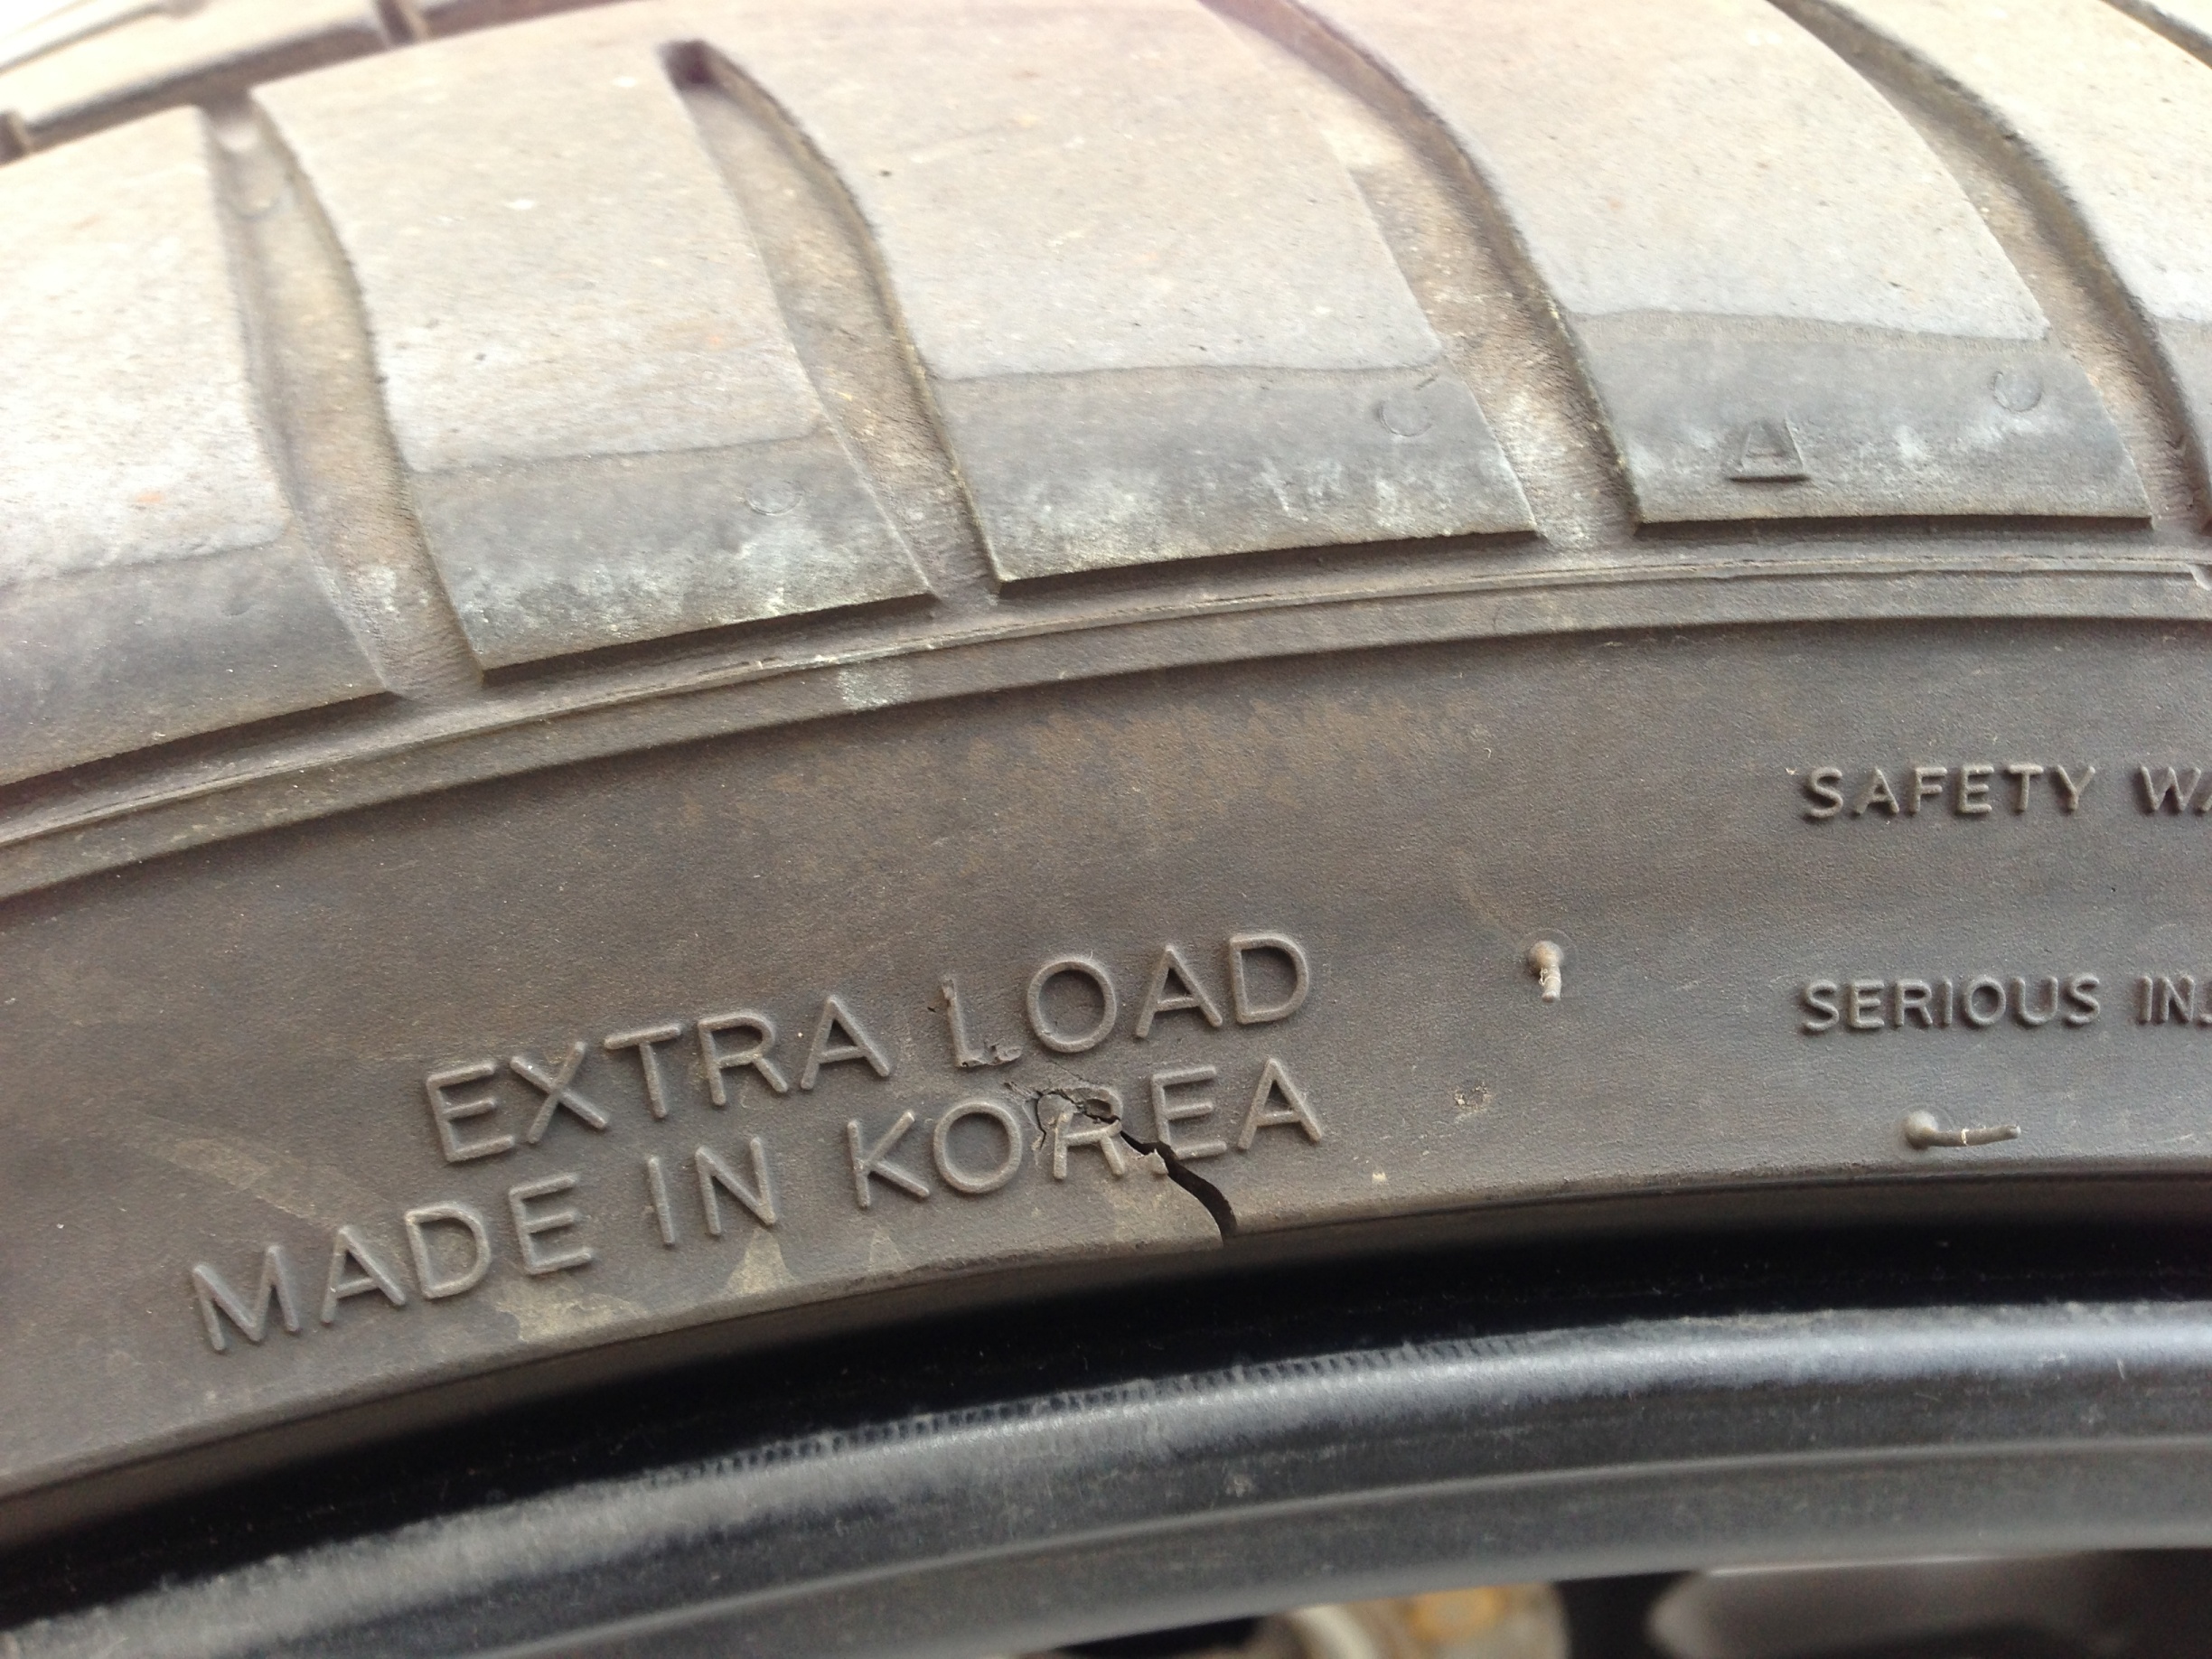 EXTRA LOAD
MADE IN KOREA
SAFETY
SERIOUS